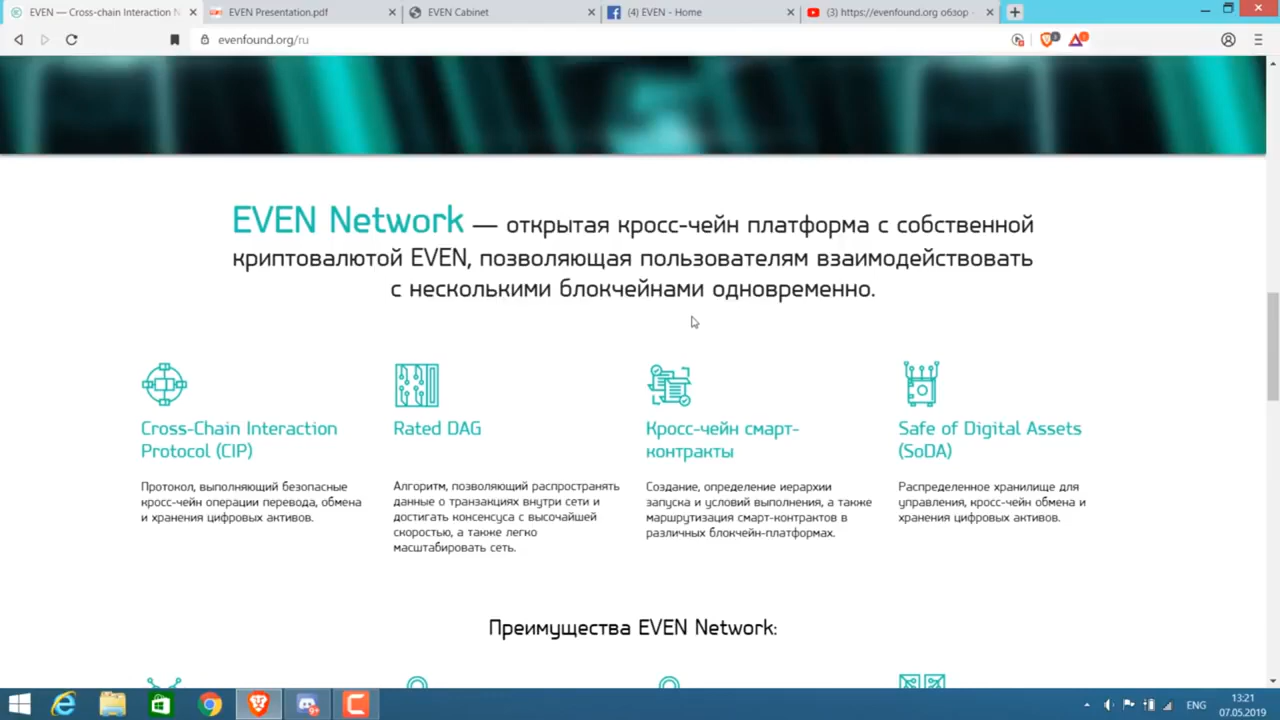 EVEN — Cross-chain Interaction N
EVEN Presentation.pdf
EVEN Cabinet
(4) EVEN - Home
(3) https://evenfound.org обзор -
evenfound.org/ru
EVEN Network — открытая кросс-чейн платформа с собственной
криптовалютой EVEN, позволяющая пользователям взаимодействовать
с несколькими блокчейнами одновременно.
Cross-Chain Interaction
Protocol (CIP)
Протокол, выполняющий безопасные
кросс-чейн операции перевода, обмена
и хранения цифровых активов.
Rated DAG
Алгоритм, позволяющий распространять
данные о транзакциях внутри сети и
достигать консенсуса с высочайшей
скоростью, а также легко
масштабировать сеть.
Кросс-чейн смарт-
контракты
Создание, определение иерархии
запуска и условий выполнения, а также
маршрутизация смарт-контрактов в
различных блокчейн-платформах.
Safe of Digital Assets
(SoDA)
Распределенное хранилище для
управления, кросс-чейн обмена и
хранения цифровых активов.
Преимущества EVEN Network:
ENG
13:21
07.05.2019